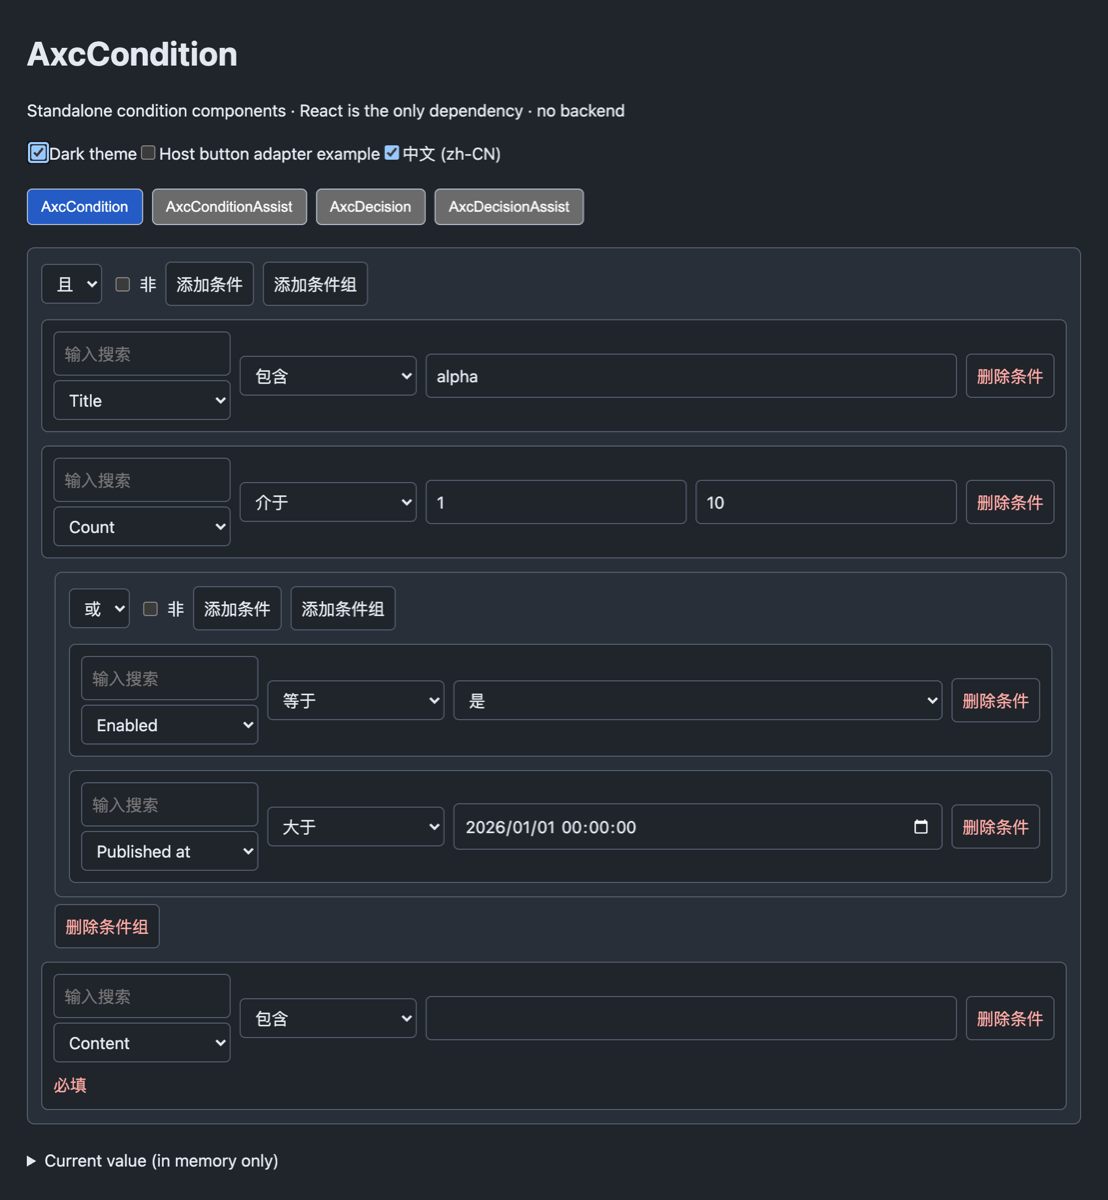 AxcCondition
Standalone condition components · React is the only dependency · no backend
Dark theme Host button adapter example 中文 (zh-CN)
AxcCondition AxcConditionAssist AxcDecision AxcDecisionAssist
且 非 添加条件 添加条件组
输入搜索
Title 包含 alpha 删除条件
输入搜索
Count 介于 1 10 删除条件
或 非 添加条件 添加条件组
输入搜索
Enabled 等于 是 删除条件
输入搜索
Published at 大于 2026/01/01 00:00:00 删除条件
删除条件组
输入搜索
Content 包含 删除条件
必填
Current value (in memory only)